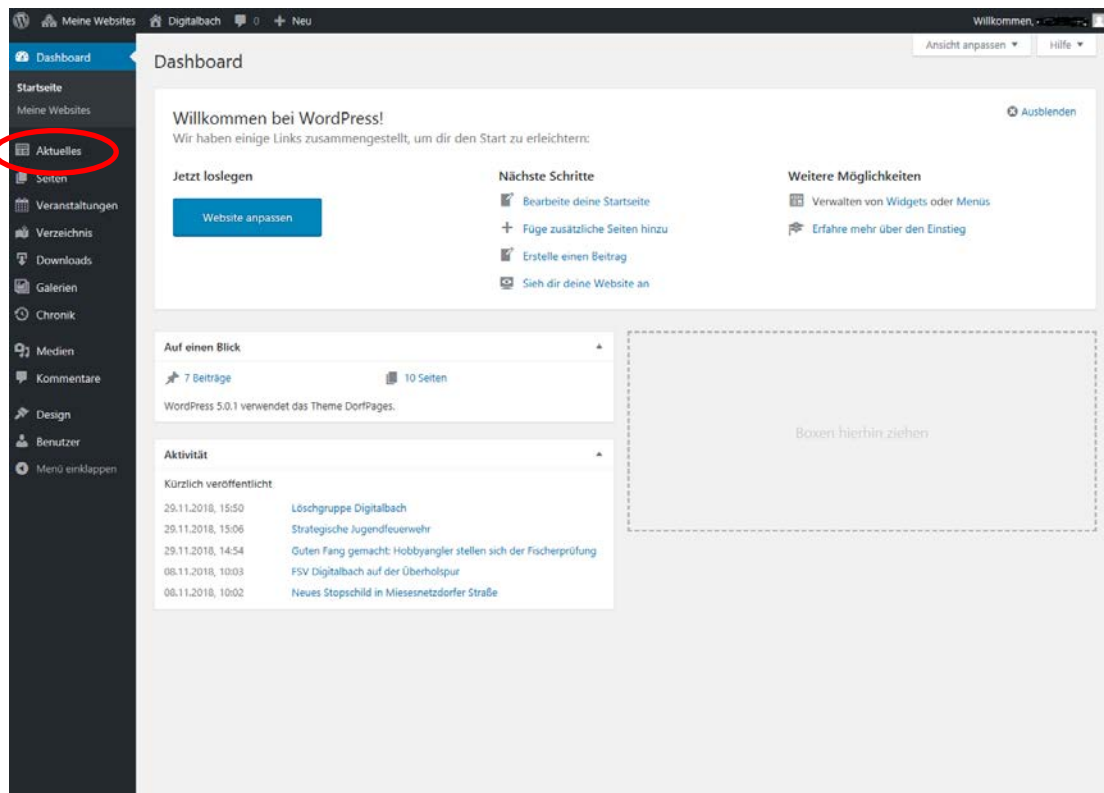 Meine Websites Digitalbach 0 Neu Willkommen,
Ansicht anpassen Hilfe
Dashboard
Startseite
Meine Websites
Aktuelles
Seiten
Veranstaltungen
Verzeichnis
Downloads
Galerien
Chronik
Medien
Kommentare
Design
Benutzer
Menü einklappen
Dashboard
Willkommen bei WordPress!
Ausblenden
Wir haben einige Links zusammengestellt, um dir den Start zu erleichtern:
Jetzt loslegen
Website anpassen
Nächste Schritte
Bearbeite deine Startseite
Füge zusätzliche Seiten hinzu
Erstelle einen Beitrag
Sieh dir deine Website an
Weitere Möglichkeiten
Verwalten von Widgets oder Menüs
Erfahre mehr über den Einstieg
Auf einen Blick
7 Beiträge 10 Seiten
WordPress 5.0.1 verwendet das Theme DorfPages.
Aktivität
Kürzlich veröffentlicht
29.11.2018, 15:50 Löschgruppe Digitalbach
29.11.2018, 15:06 Strategische Jugendfeuerwehr
29.11.2018, 14:54 Guten Fang gemacht: Hobbyangler stellen sich der Fischerprüfung
08.11.2018, 10:03 FSV Digitalbach auf der Überholspur
08.11.2018, 10:02 Neues Stopschild in Miesesnetzdorfer Straße
Boxen hierhin ziehen